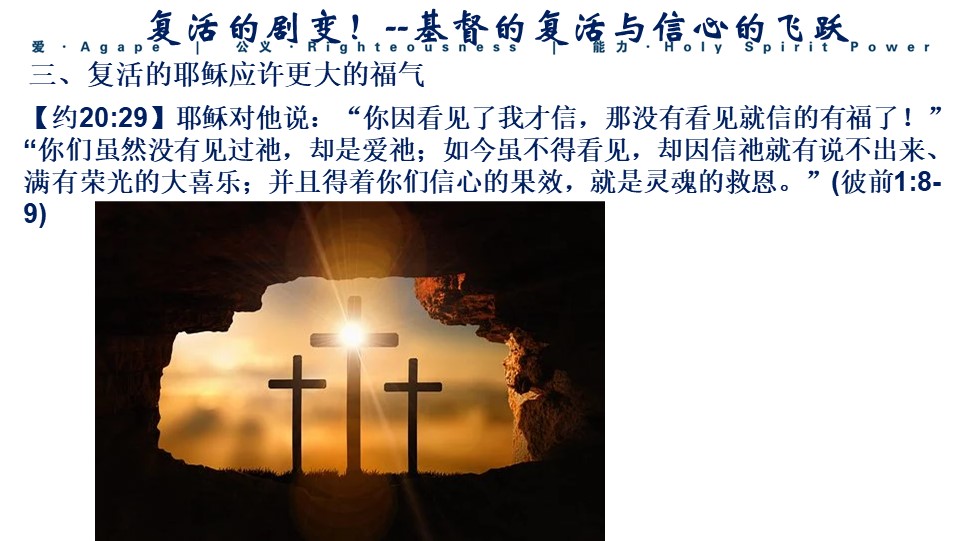 复活的剧变！--基督的复活与信心的飞跃
爱 · Agape | 公义 · Righteousness | 能力 · Holy Spirit Power
三、复活的耶稣应许更大的福气
【约20:29】耶稣对他说：“你因看见了我才信，那没有看见就信的有福了！”
“你们虽然没有见过祂，却是爱祂；如今虽不得看见，却因信祂就有说不出来、
满有荣光的大喜乐；并且得着你们信心的果效，就是灵魂的救恩。”(彼前1:8-
9)